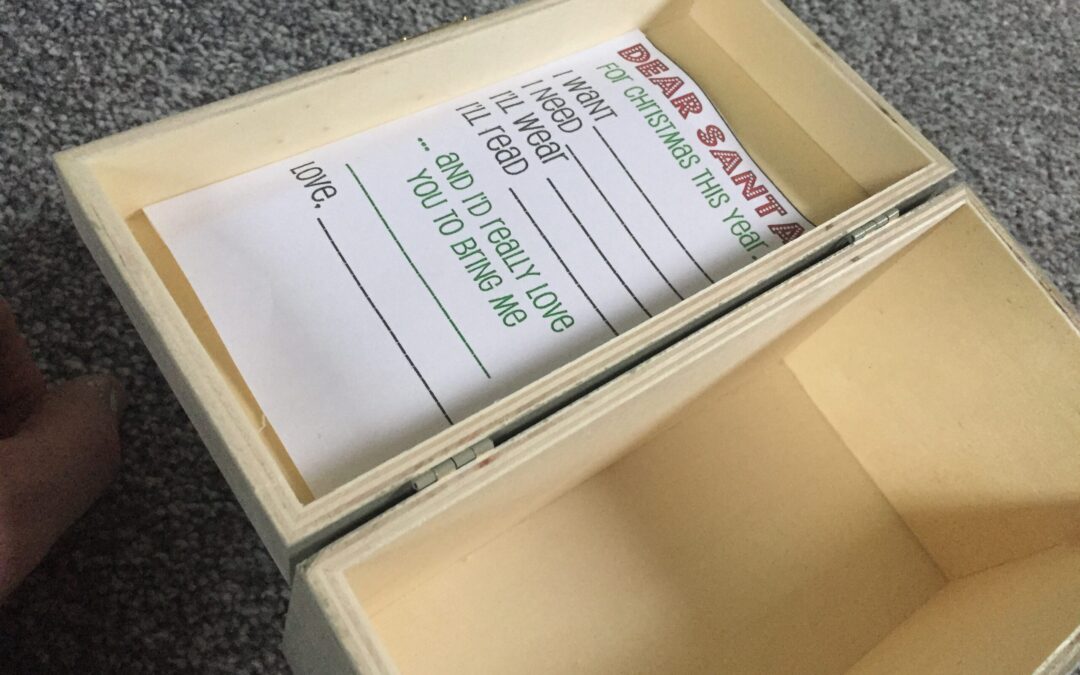 DEAR SANTA
FOR CHRISTMAS THIS YEAR..
I WANT
I NEED
I'LL WEAR
I'LL READ
... AND I'D REALLY LOVE
YOU TO BRING ME
LOVE,